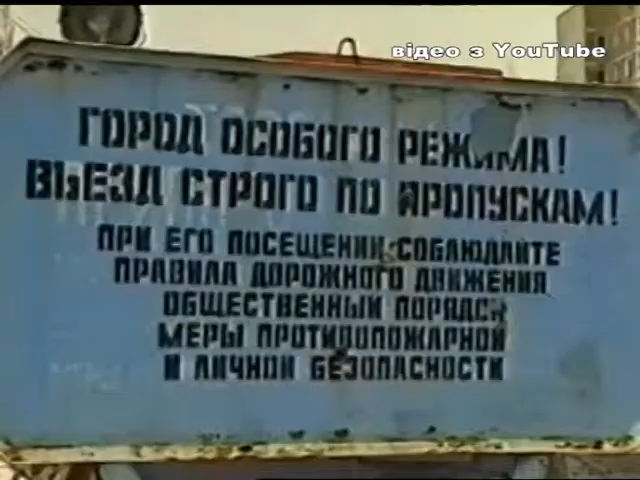 відео з YouTube
ГОРОД ОСОБОГО РЕЖИМА!
ВЪЕЗД СТРОГО ПО ПРОПУСКАМ!
ПРИ ЕГО ПОСЕЩЕНИИ СОБЛЮДАЙТЕ
ПРАВИЛА ДОРОЖНОГО ДВИЖЕНИЯ
ОБЩЕСТВЕННЫЙ ПОРЯДОК
МЕРЫ ПРОТИВОПОЖАРНОЙ
И ЛИЧНОЙ БЕЗОПАСНОСТИ